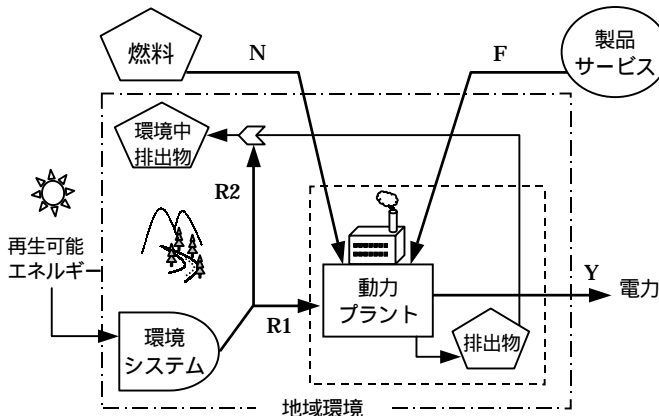 燃料
N
F
製品
サービス
環境中
排出物
R2
再生可能
エネルギー
環境
システム
R1
動力
プラント
Y
電力
排出物
地域環境